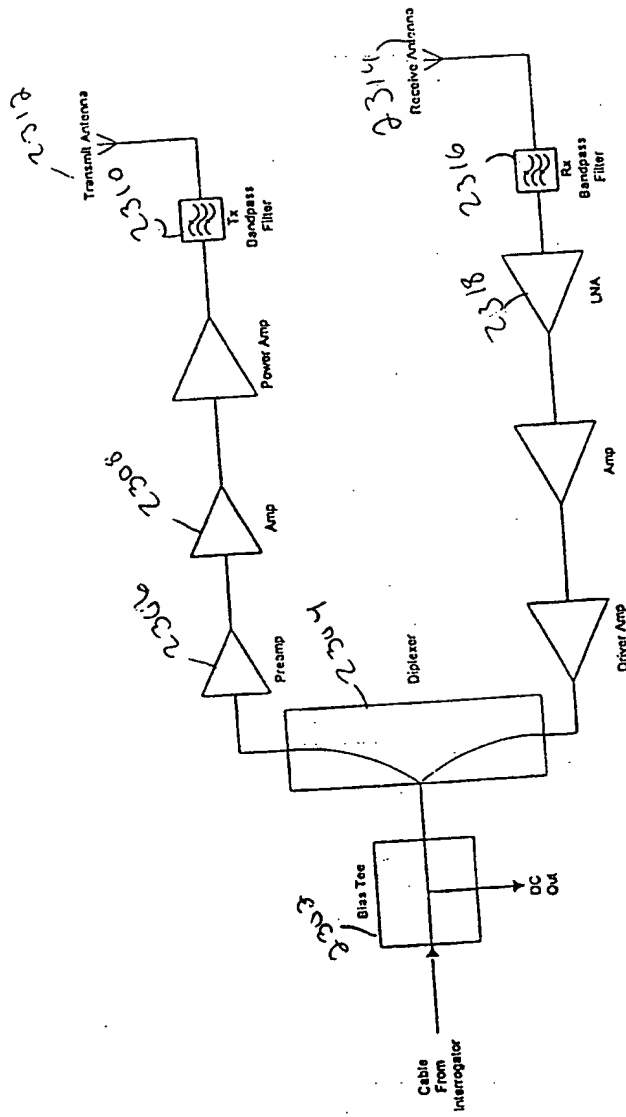 2312
Transmit Antenna
2310
Tx
Bandpass
Filter
Power Amp
2308
Amp
2306
Preamp
2304
Diplexer
2303
Bias Tee
DC
Out
Cable
From
Interrogator
2314
Receive Antenna
2316
Rx
Bandpass
Filter
2318
LNA
Amp
Driver Amp